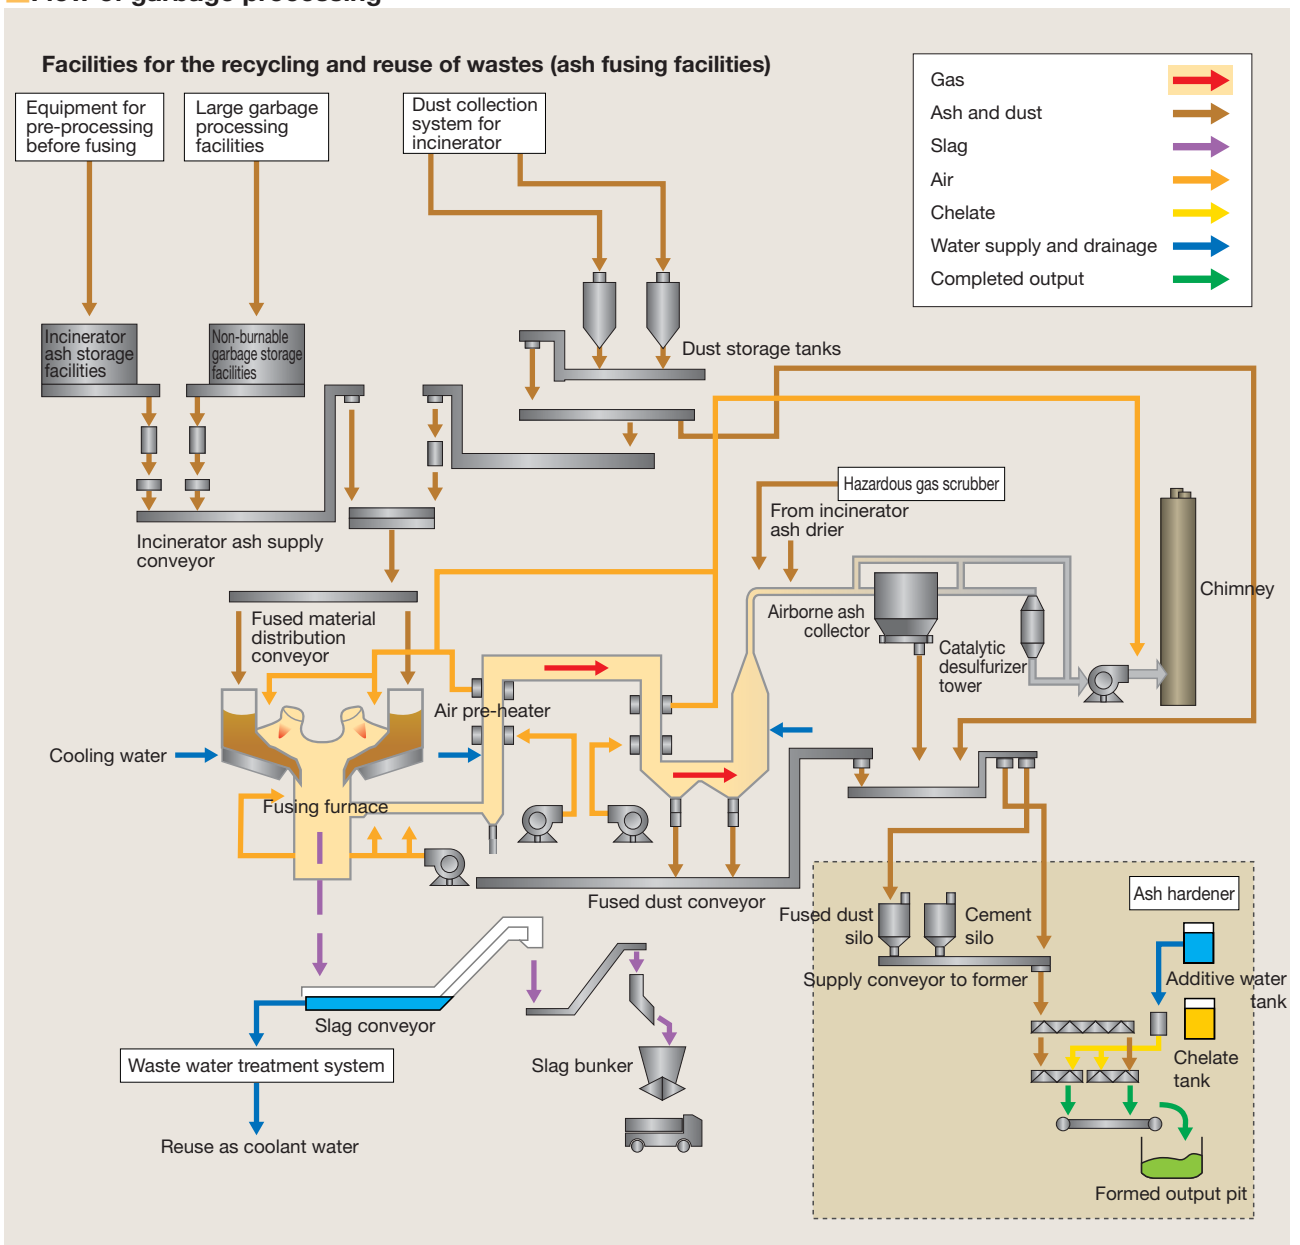 Flow of garbage processing
Facilities for the recycling and reuse of wastes (ash fusing facilities)
Equipment for
pre-processing
before fusing
Large garbage
processing
facilities
Dust collection
system for
incinerator
Gas
Ash and dust
Slag
Air
Chelate
Water supply and drainage
Completed output
Incinerator
ash storage
facilities
Non-burnable
garbage storage
facilities
Dust storage tanks
Hazardous gas scrubber
From incinerator
ash drier
Incinerator ash supply
conveyor
Chimney
Airborne ash
collector
Fused material
distribution
conveyor
Catalytic
desulfurizer
tower
Air pre-heater
Cooling water
Fusing furnace
Fused dust conveyor
Ash hardener
Fused dust
silo
Cement
silo
Supply conveyor to former
Additive water
tank
Slag conveyor
Chelate
tank
Waste water treatment system
Slag bunker
Reuse as coolant water
Formed output pit